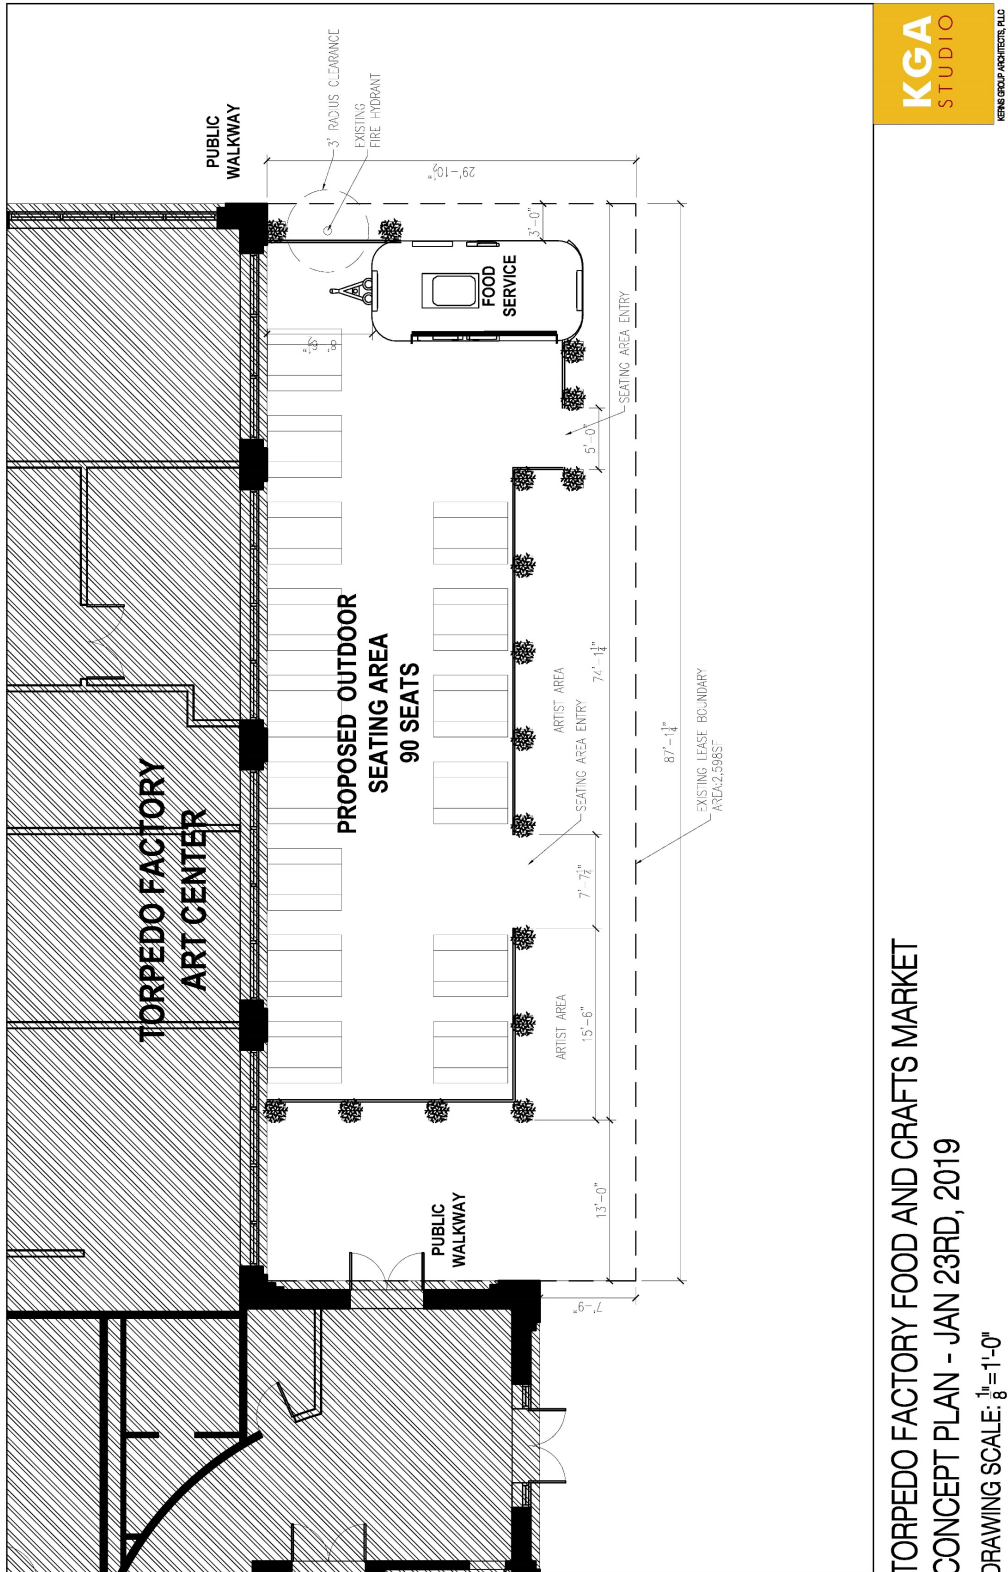 KGA
STUDIO
KERNS GROUP ARCHITECTS, PLLC
PUBLIC
WALKWAY
3' RADIUS CLEARANCE
EXISTING
FIRE HYDRANT
29'-10½"
3'-0"
FOOD
SERVICE
SEATING AREA ENTRY
5'-0"
PROPOSED OUTDOOR
SEATING AREA
90 SEATS
TORPEDO FACTORY
ART CENTER
ARTIST AREA
SEATING AREA ENTRY
74'-1¼"
87'-1¼"
EXISTING LEASE BOUNDARY
AREA:2,598SF
7'-7½"
ARTIST AREA
15'-6"
PUBLIC
WALKWAY
13'-0"
7'-9"
TORPEDO FACTORY FOOD AND CRAFTS MARKET
CONCEPT PLAN - JAN 23RD, 2019
DRAWING SCALE: ⅛"=1'-0"